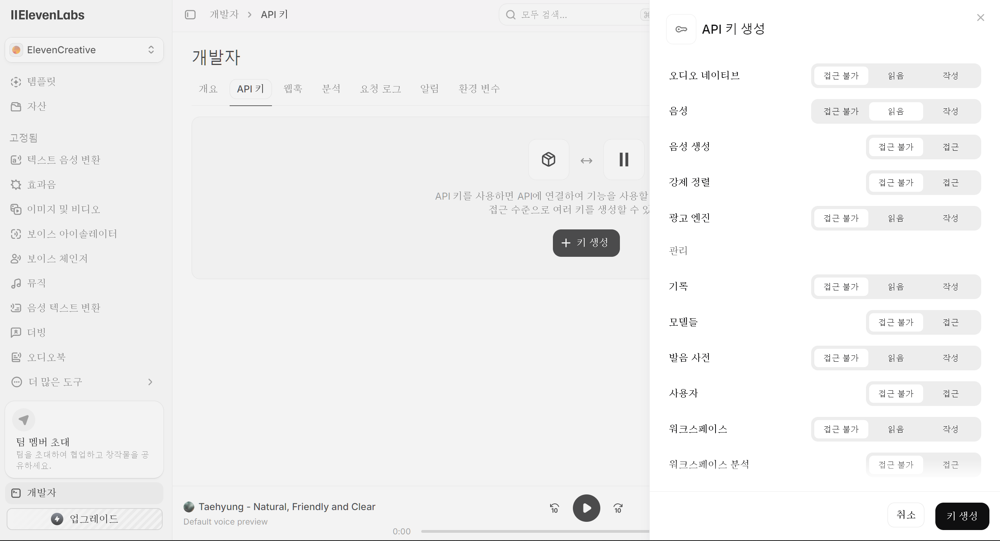 IIElevenLabs
ElevenCreative
템플릿
자산
고정됨
텍스트 음성 변환
효과음
이미지 및 비디오
보이스 아이솔레이터
보이스 체인저
뮤직
음성 텍스트 변환
더빙
오디오북
더 많은 도구
팀 멤버 초대
팀을 초대하여 협업하고 창작물을 공
유하세요.
개발자
업그레이드
개발자 > API 키
모두 검색...
⌘
개발자
개요 API 키 웹훅 분석 요청 로그 알림 환경 변수
API 키를 사용하면 API에 연결하여 기능을 사용할
접근 수준으로 여러 키를 생성할 수 있
+ 키 생성
Taehyung - Natural, Friendly and Clear
Default voice preview
10 10
0:00
API 키 생성
오디오 네이티브 접근 불가 읽음 작성
음성 접근 불가 읽음 작성
음성 생성 접근 불가 접근
강제 정렬 접근 불가 접근
광고 엔진 접근 불가 읽음 작성
관리
기록 접근 불가 읽음 작성
모델들 접근 불가 접근
발음 사전 접근 불가 읽음 작성
사용자 접근 불가 접근
워크스페이스 접근 불가 읽음 작성
워크스페이스 분석 접근 불가 접근
취소 키 생성